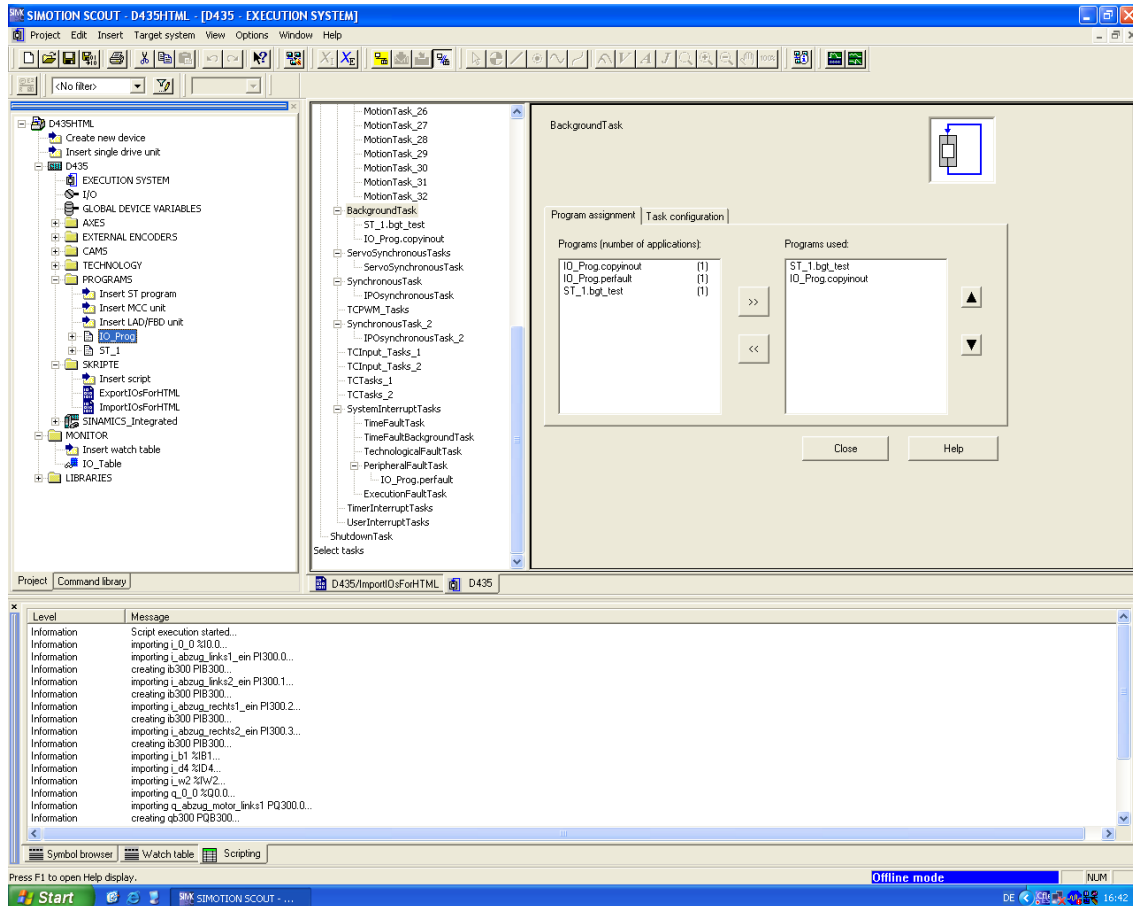 SIMOTION SCOUT - D435HTML - [D435 - EXECUTION SYSTEM]
Project Edit Insert Target system View Options Window Help
<No filter>
D435HTML
Create new device
Insert single drive unit
D435
EXECUTION SYSTEM
I/O
GLOBAL DEVICE VARIABLES
AXES
EXTERNAL ENCODERS
CAMS
TECHNOLOGY
PROGRAMS
Insert ST program
Insert MCC unit
Insert LAD/FBD unit
IO_Prog
ST_1
SKRIPTE
Insert script
ExportIOsForHTML
ImportIOsForHTML
SINAMICS_Integrated
MONITOR
Insert watch table
IO_Table
LIBRARIES
Project Command library
MotionTask_26
MotionTask_27
MotionTask_28
MotionTask_29
MotionTask_30
MotionTask_31
MotionTask_32
BackgroundTask
ST_1.bgt_test
IO_Prog.copyinout
ServoSynchronousTasks
ServoSynchronousTask
SynchronousTask
IPOsynchronousTask
TCPWM_Tasks
SynchronousTask_2
IPOsynchronousTask_2
TCInput_Tasks_1
TCInput_Tasks_2
TCTasks_1
TCTasks_2
SystemInterruptTasks
TimeFaultTask
TimeFaultBackgroundTask
TechnologicalFaultTask
PeripheralFaultTask
IO_Prog.perfault
ExecutionFaultTask
TimerInterruptTasks
UserInterruptTasks
ShutdownTask
Select tasks
D435/ImportIOsForHTML D435
BackgroundTask
Program assignment Task configuration
Programs (number of applications):
IO_Prog.copyinout (1)
IO_Prog.perfault (1)
ST_1.bgt_test (1)
>>
<<
Programs used:
ST_1.bgt_test
IO_Prog.copyinout
Close Help
Level Message
Information Script execution started...
Information importing i_0_0 %I0.0...
Information importing i_abzug_links1_ein PI300.0...
Information creating ib300 PIB300...
Information importing i_abzug_links2_ein PI300.1...
Information creating ib300 PIB300...
Information importing i_abzug_rechts1_ein PI300.2...
Information creating ib300 PIB300...
Information importing i_abzug_rechts2_ein PI300.3...
Information creating ib300 PIB300...
Information importing i_b1 %IB1...
Information importing i_d4 %ID4...
Information importing i_w2 %IW2...
Information importing q_0_0 %Q0.0...
Information importing q_abzug_motor_links1 PQ300.0...
Information creating qb300 PQB300...
Symbol browser Watch table Scripting
Press F1 to open Help display. Offline mode NUM
Start SIMOTION SCOUT - ... DE 16:42